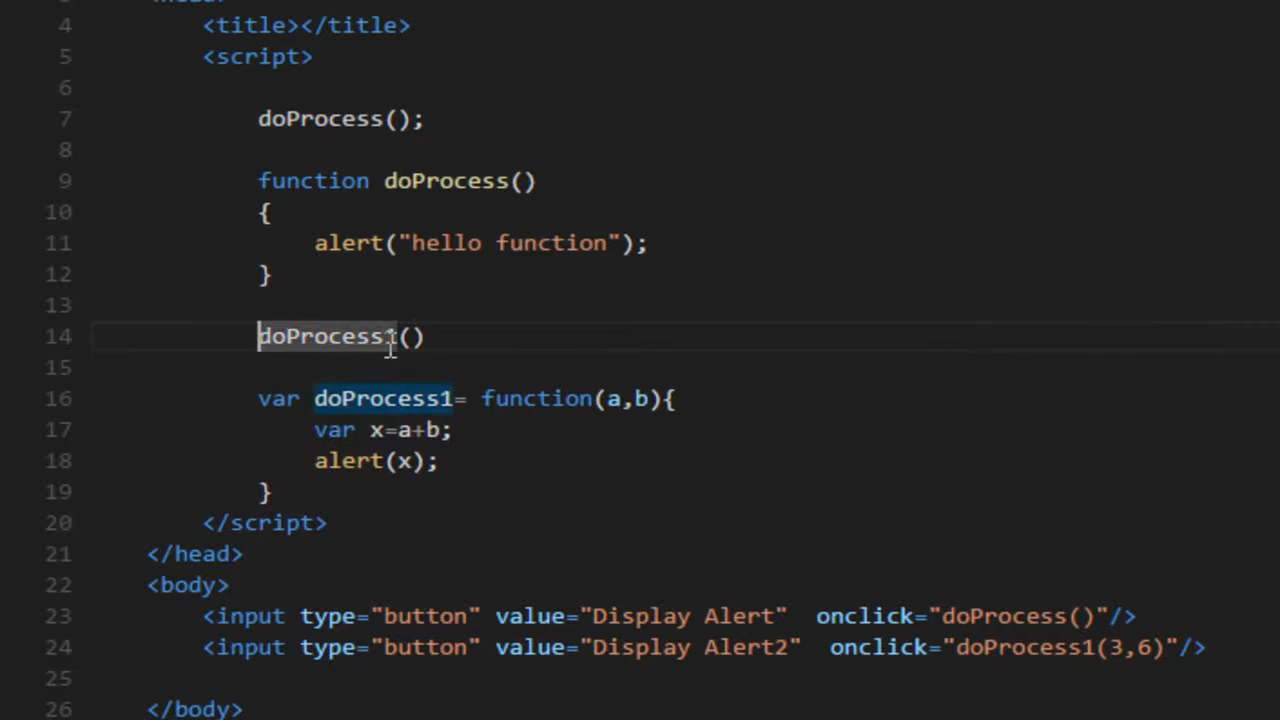 4 <title></title>
5 <script>
6
7 doProcess();
8
9 function doProcess()
10 {
11 alert("hello function");
12 }
13
14 doProcess1()
15
16 var doProcess1= function(a,b){
17 var x=a+b;
18 alert(x);
19 }
20 </script>
21 </head>
22 <body>
23 <input type="button" value="Display Alert"  onclick="doProcess()"/>
24 <input type="button" value="Display Alert2"  onclick="doProcess1(3,6)"/>
25
26 </body>